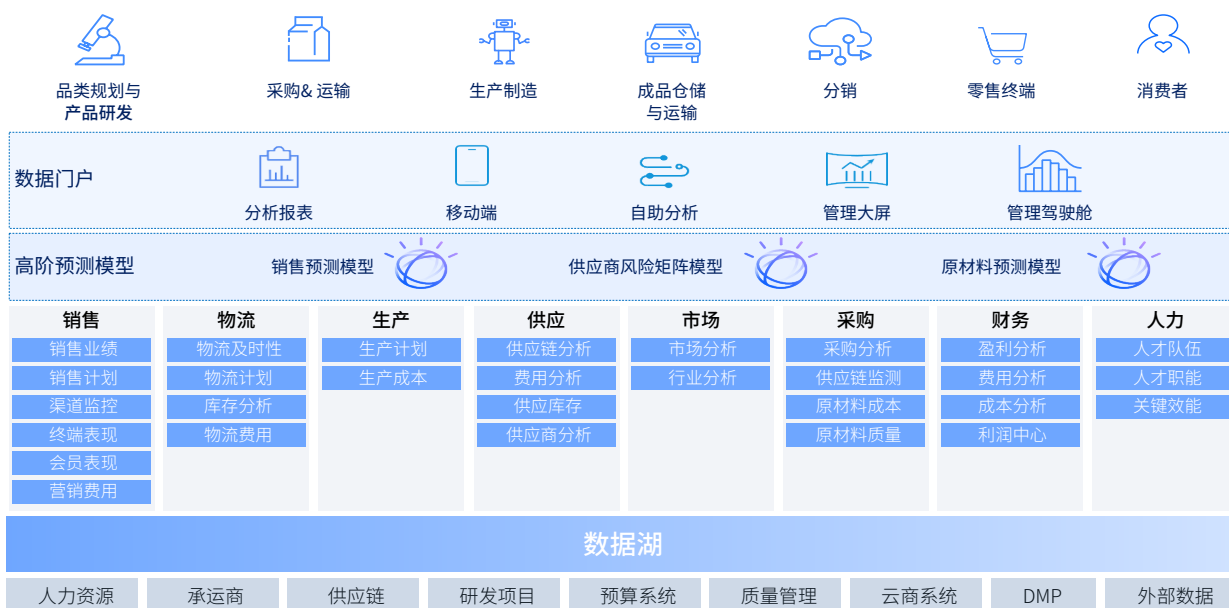 品类规划与
产品研发
采购& 运输
生产制造
成品仓储
与运输
分销
零售终端
消费者
数据门户
分析报表
移动端
自助分析
管理大屏
管理驾驶舱
高阶预测模型
销售预测模型
供应商风险矩阵模型
原材料预测模型
销售
销售业绩
销售计划
渠道监控
终端表现
会员表现
营销费用
物流
物流及时性
物流计划
库存分析
物流费用
生产
生产计划
生产成本
供应
供应链分析
费用分析
供应库存
供应商分析
市场
市场分析
行业分析
采购
采购分析
供应链监测
原材料成本
原材料质量
财务
盈利分析
费用分析
成本分析
利润中心
人力
人才队伍
人才职能
关键效能
数据湖
人力资源
承运商
供应链
研发项目
预算系统
质量管理
云商系统
DMP
外部数据